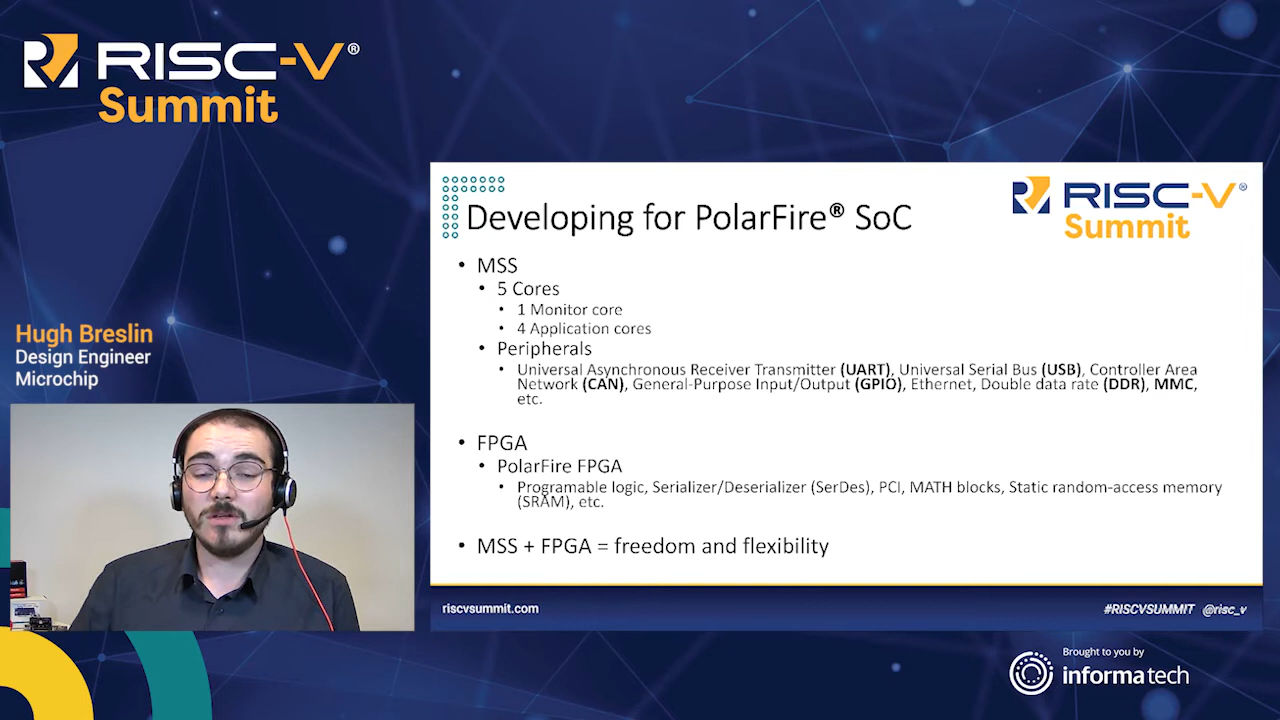 RISC-V®
Summit
Hugh Breslin
Design Engineer
Microchip
Developing for PolarFire® SoC
RISC-V®
Summit
• MSS
• 5 Cores
• 1 Monitor core
• 4 Application cores
• Peripherals
• Universal Asynchronous Receiver Transmitter (UART), Universal Serial Bus (USB), Controller Area
Network (CAN), General-Purpose Input/Output (GPIO), Ethernet, Double data rate (DDR), MMC,
etc.
• FPGA
• PolarFire FPGA
• Programable logic, Serializer/Deserializer (SerDes), PCI, MATH blocks, Static random-access memory
(SRAM), etc.
• MSS + FPGA = freedom and flexibility
riscvsummit.com
#RISCVSUMMIT @risc_v
Brought to you by
informa tech